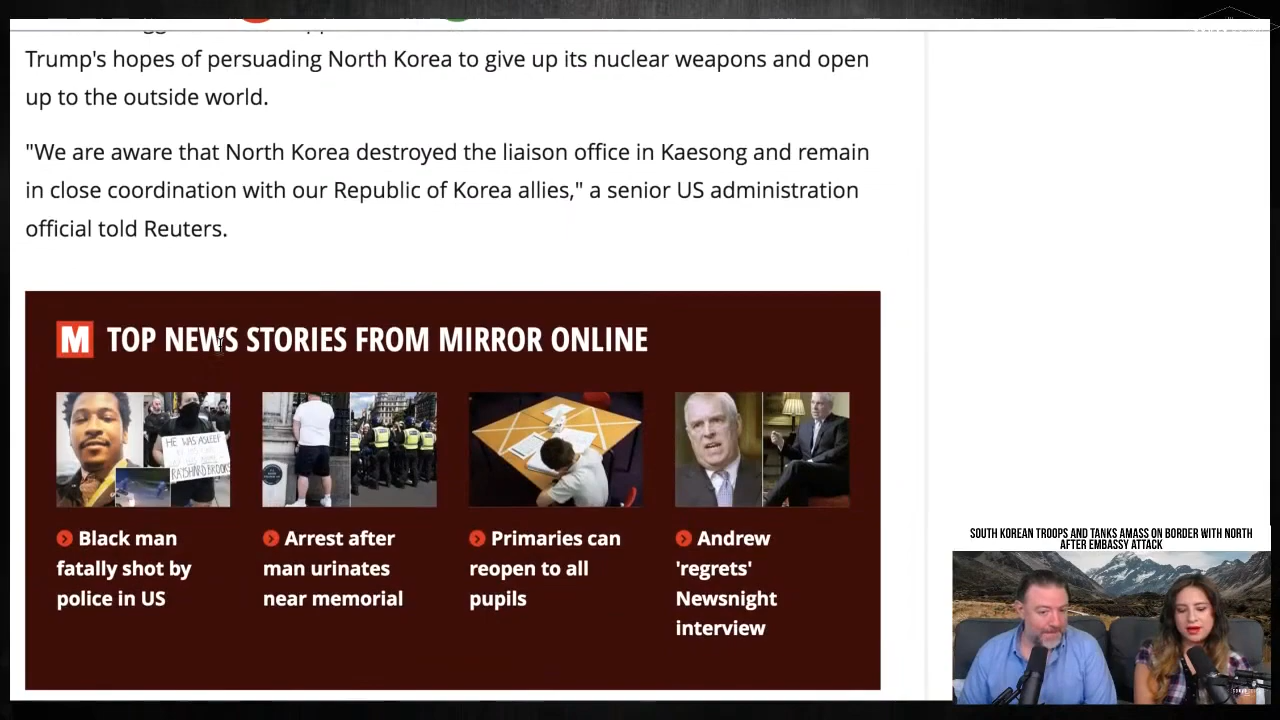 Trump's hopes of persuading North Korea to give up its nuclear weapons and open
up to the outside world.
"We are aware that North Korea destroyed the liaison office in Kaesong and remain
in close coordination with our Republic of Korea allies," a senior US administration
official told Reuters.
M TOP NEWS STORIES FROM MIRROR ONLINE
HE WAS ASLEEP
RAYSHARD BROOKS
Black man
fatally shot by
police in US
Arrest after
man urinates
near memorial
Primaries can
reopen to all
pupils
Andrew
'regrets'
Newsnight
interview
SOUTH KOREAN TROOPS AND TANKS AMASS ON BORDER WITH NORTH
AFTER EMBASSY ATTACK